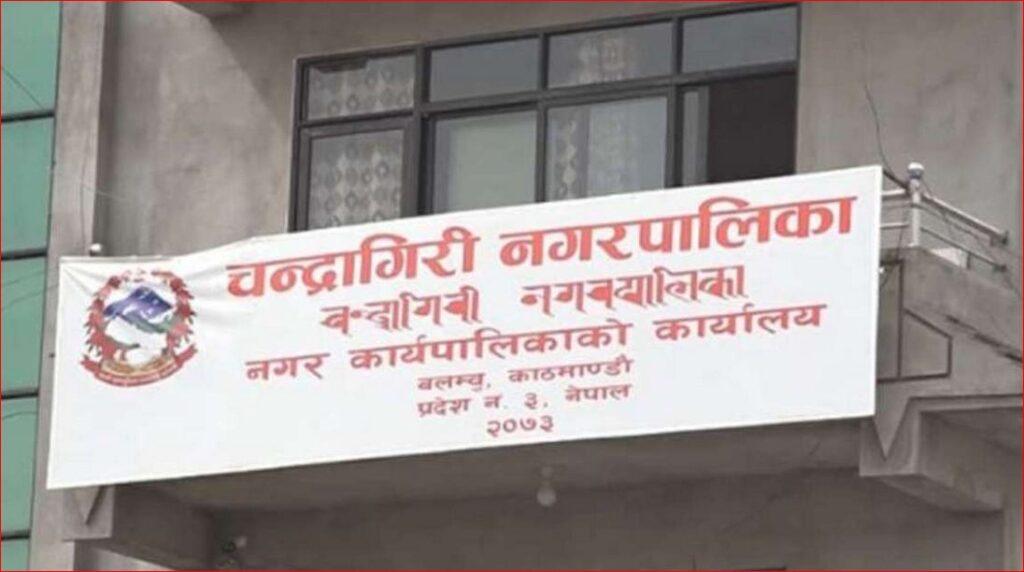 चन्द्रागिरी नगरपालिका
नगर कार्यपालिकाको कार्यालय
बलम्बु, काठमाण्डौ
प्रदेश न. ३, नेपाल
२०७३